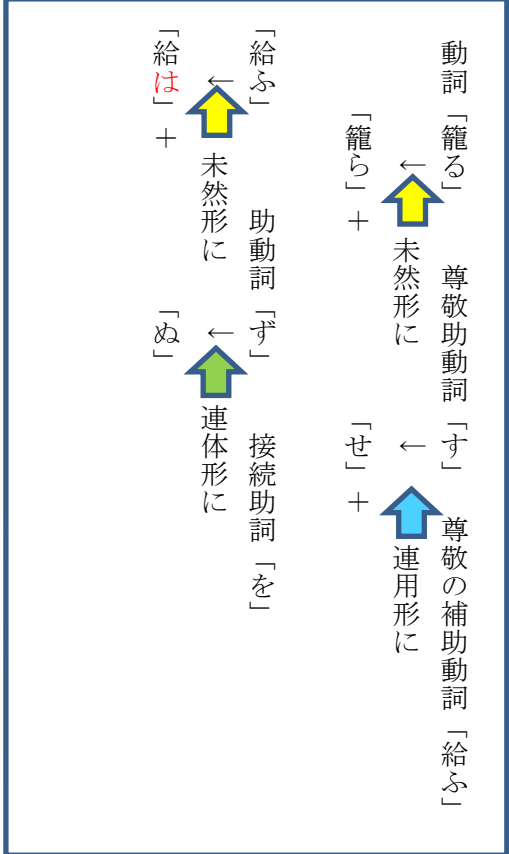 動詞「籠る」　尊敬助動詞「す」　尊敬の補助動詞「給ふ」
←　未然形に　←　連用形に
「籠ら」＋　「せ」＋
「給ふ」　助動詞「ず」　接続助詞「を」
←　未然形に　←　連体形に
「給は」＋　「ぬ」